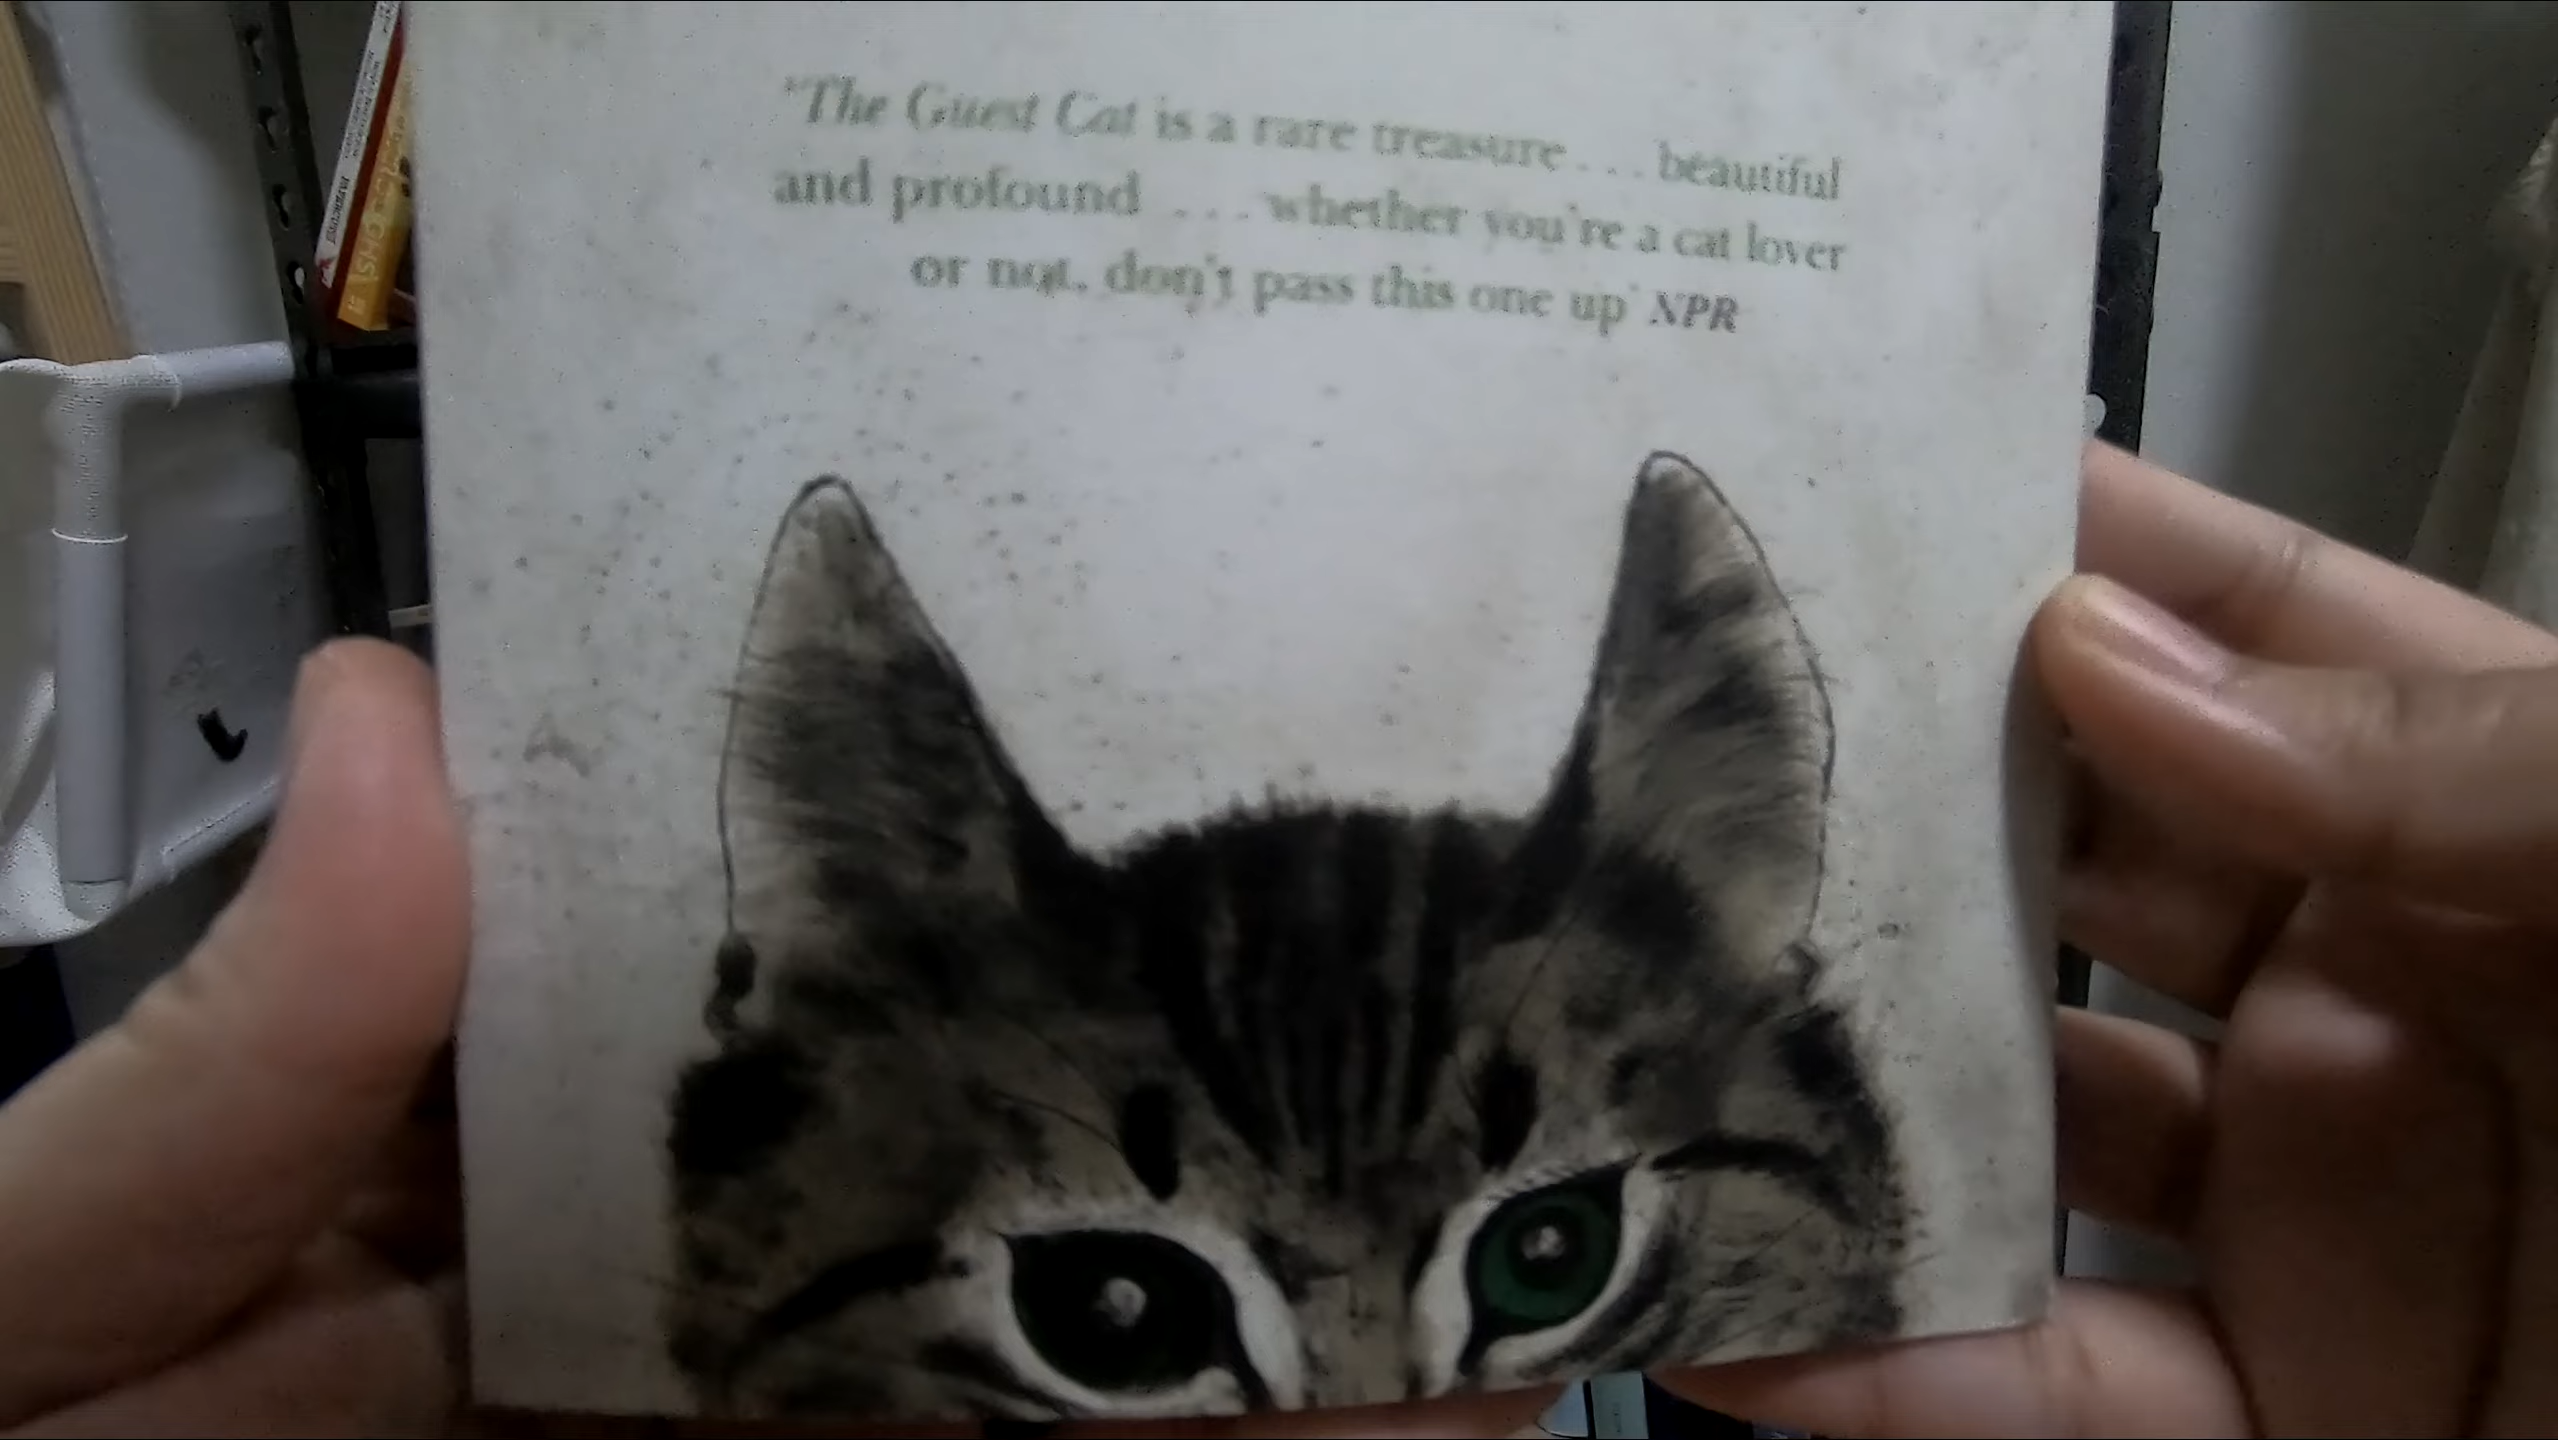 'The Guest Cat is a rare treasure . . . beautiful
and profound . . . whether you're a cat lover
or not, don't pass this one up' NPR